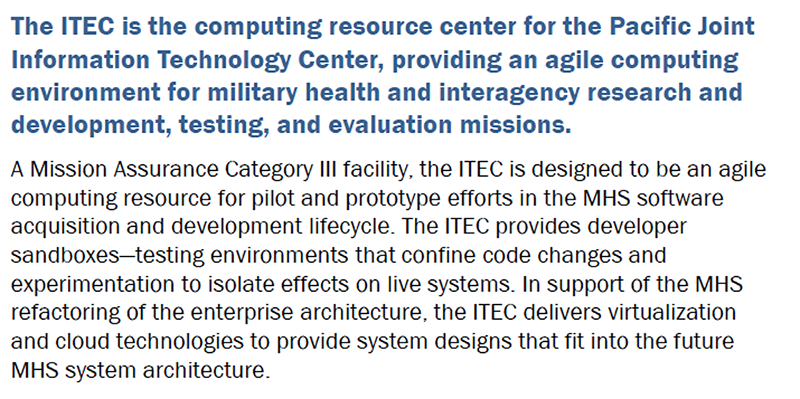 The ITEC is the computing resource center for the Pacific Joint
Information Technology Center, providing an agile computing
environment for military health and interagency research and
development, testing, and evaluation missions.
A Mission Assurance Category III facility, the ITEC is designed to be an agile
computing resource for pilot and prototype efforts in the MHS software
acquisition and development lifecycle. The ITEC provides developer
sandboxes—testing environments that confine code changes and
experimentation to isolate effects on live systems. In support of the MHS
refactoring of the enterprise architecture, the ITEC delivers virtualization
and cloud technologies to provide system designs that fit into the future
MHS system architecture.